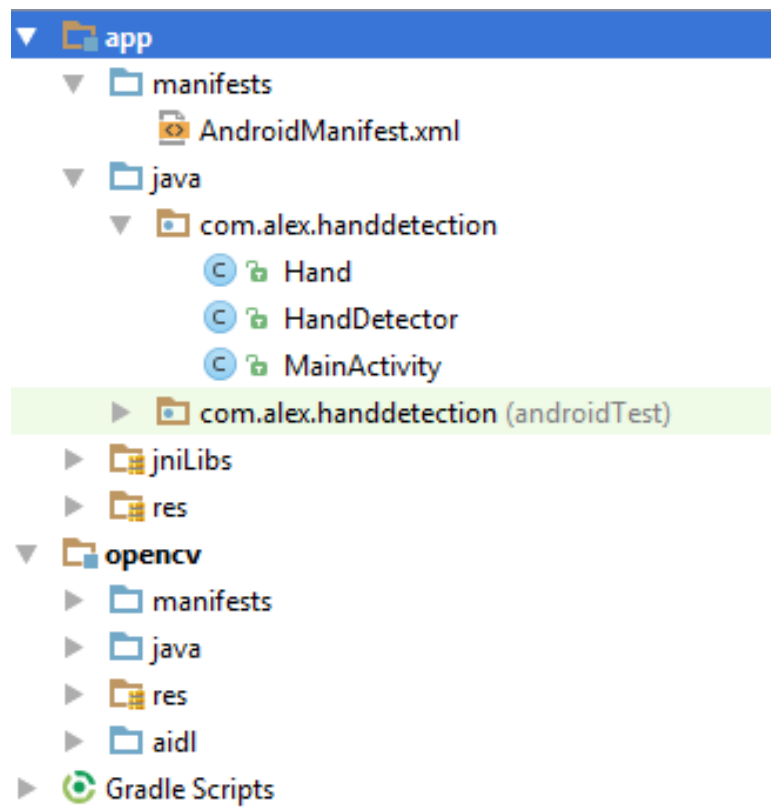 app
manifests
AndroidManifest.xml
java
com.alex.handdetection
C Hand
C HandDetector
C MainActivity
com.alex.handdetection (androidTest)
jniLibs
res
opencv
manifests
java
res
aidl
Gradle Scripts